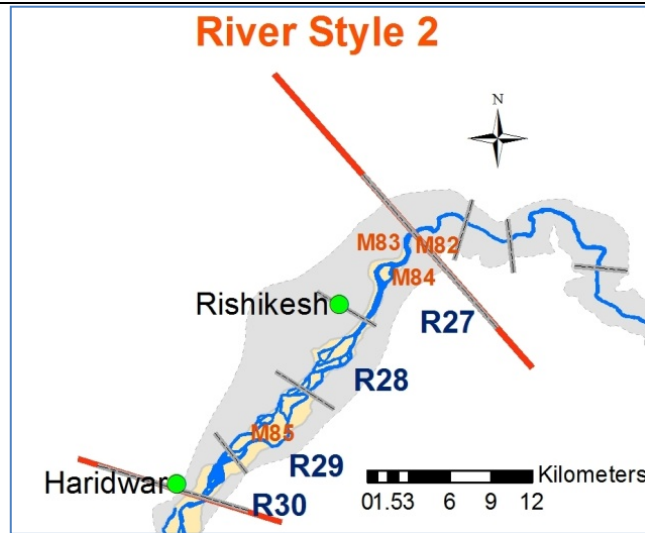 River Style 2
N
M83
M82
M84
Rishikesh
R27
R28
M85
R29
Haridwar
R30
Kilometers
01.53 6 9 12